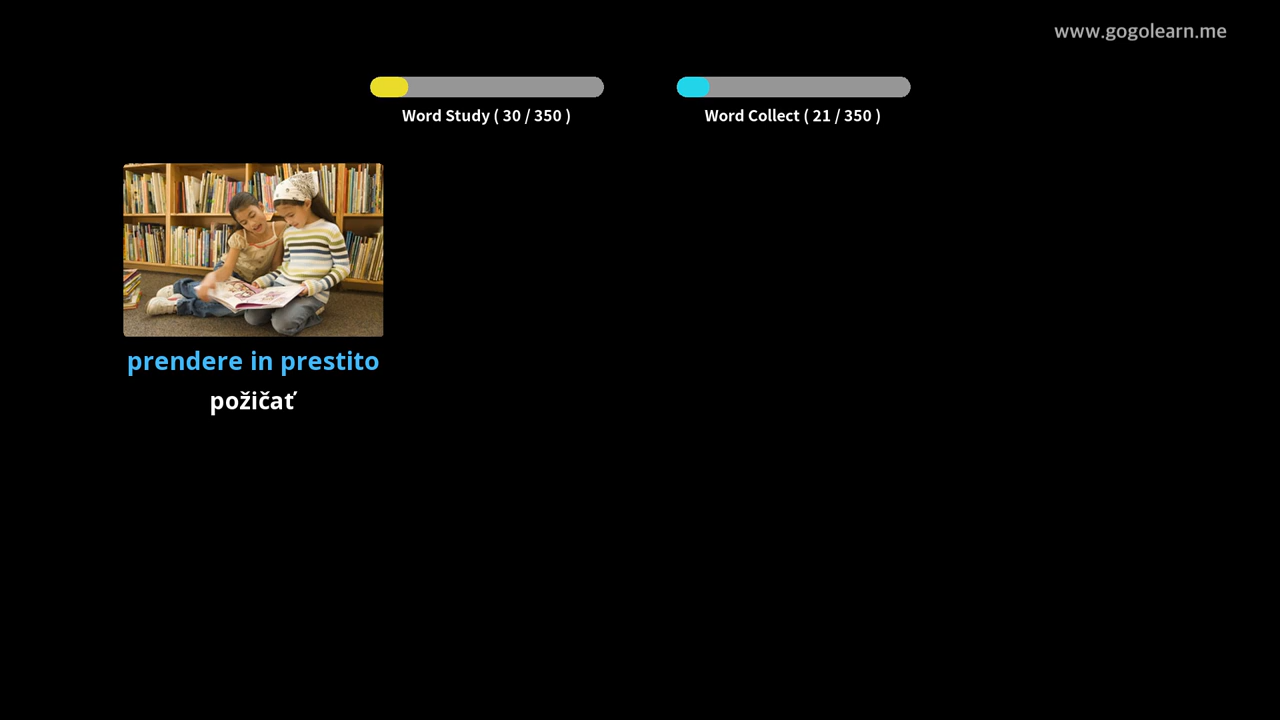 www.gogolearn.me
Word Study ( 30 / 350 )
Word Collect ( 21 / 350 )
prendere in prestito
požičať